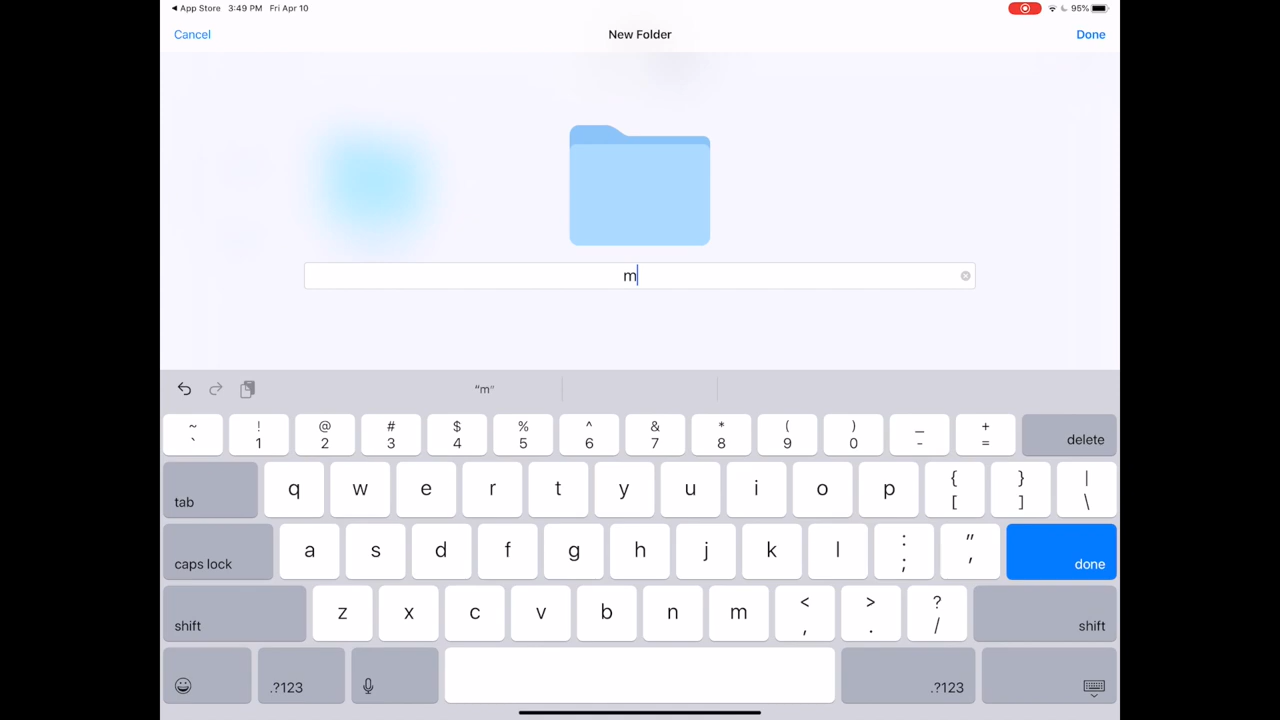 App Store 3:49 PM Fri Apr 10 95%
Cancel New Folder Done
m
"m"
~ ! @ # $ % ^ & * ( ) _ +
` 1 2 3 4 5 6 7 8 9 0 - = delete
tab q w e r t y u i o p { [ } ] | \
caps lock a s d f g h j k l : ; " ' done
shift z x c v b n m < , > . ? / shift
.?123 .?123